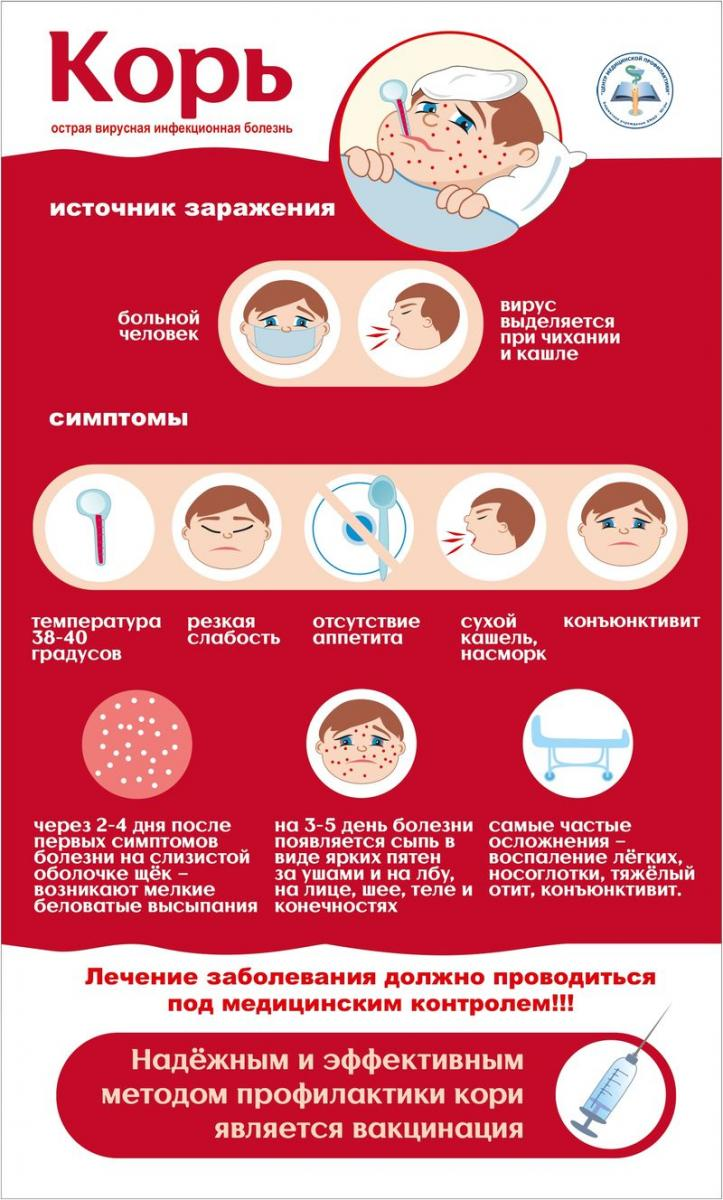 Корь
острая вирусная инфекционная болезнь
"ЦЕНТР МЕДИЦИНСКОЙ ПРОФИЛАКТИКИ"
источник заражения
больной
человек
вирус
выделяется
при чихании
и кашле
симптомы
температура
38-40
градусов
резкая
слабость
отсутствие
аппетита
сухой
кашель,
насморк
конъюнктивит
через 2-4 дня после
первых симптомов
болезни на слизистой
оболочке щёк –
возникают мелкие
беловатые высыпания
на 3-5 день болезни
появляется сыпь в
виде ярких пятен
за ушами и на лбу,
на лице, шее, теле и
конечностях
самые частые
осложнения –
воспаление лёгких,
носоглотки, тяжёлый
отит, конъюнктивит.
Лечение заболевания должно проводиться
под медицинским контролем!!!
Надёжным и эффективным
методом профилактики кори
является вакцинация